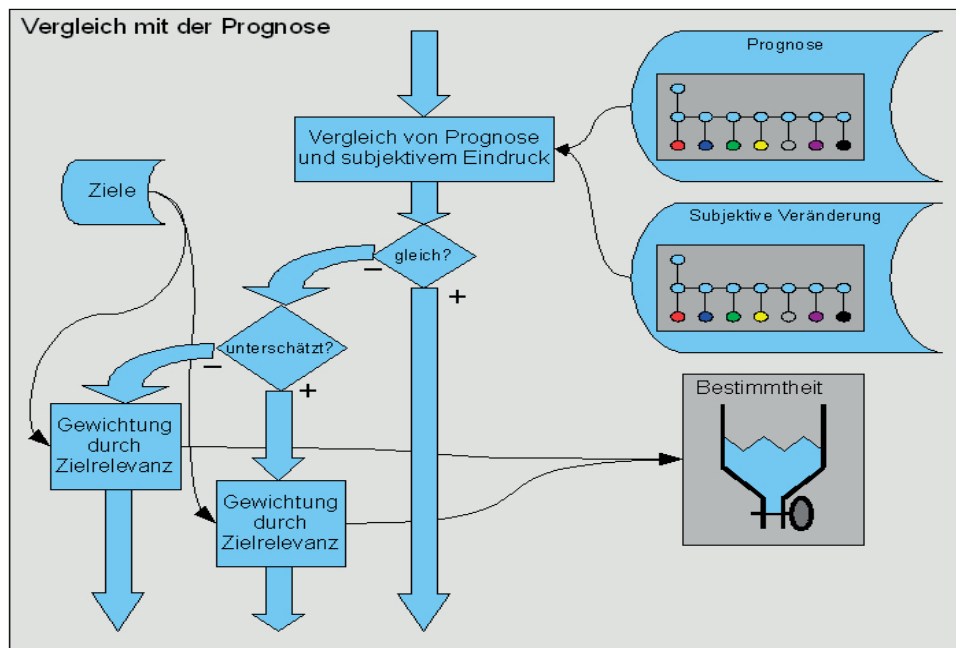 Vergleich mit der Prognose
Prognose
Vergleich von Prognose
und subjektivem Eindruck
Ziele
Subjektive Veränderung
gleich?
–
+
unterschätzt?
–
+
Bestimmtheit
Gewichtung
durch
Zielrelevanz
Gewichtung
durch
Zielrelevanz